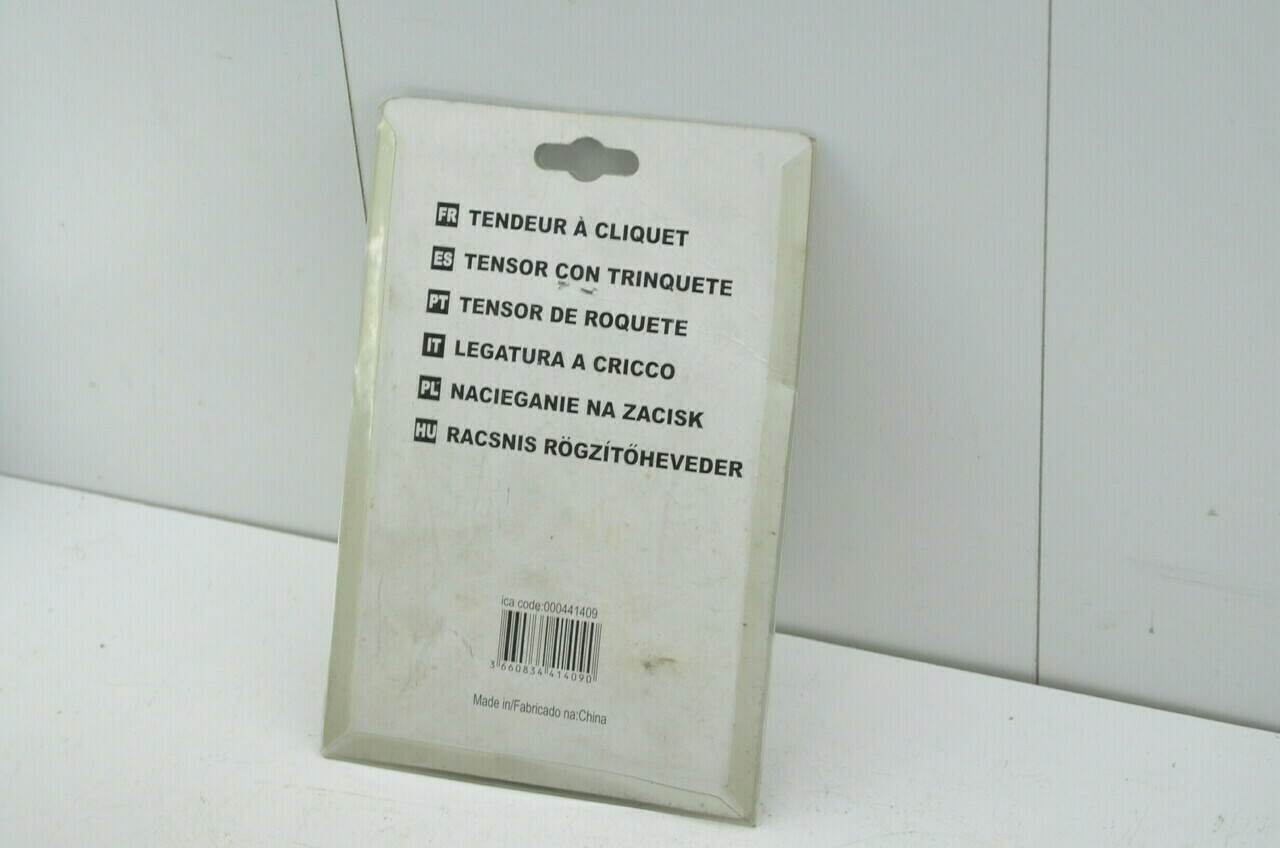 FR TENDEUR À CLIQUET
ES TENSOR CON TRINQUETE
PT TENSOR DE ROQUETE
IT LEGATURA A CRICCO
PL NACIEGANIE NA ZACISK
HU RACSNIS RÖGZÍTŐHEVEDER
ica code:000441409
3 660834 414090
Made in/Fabricado na:China